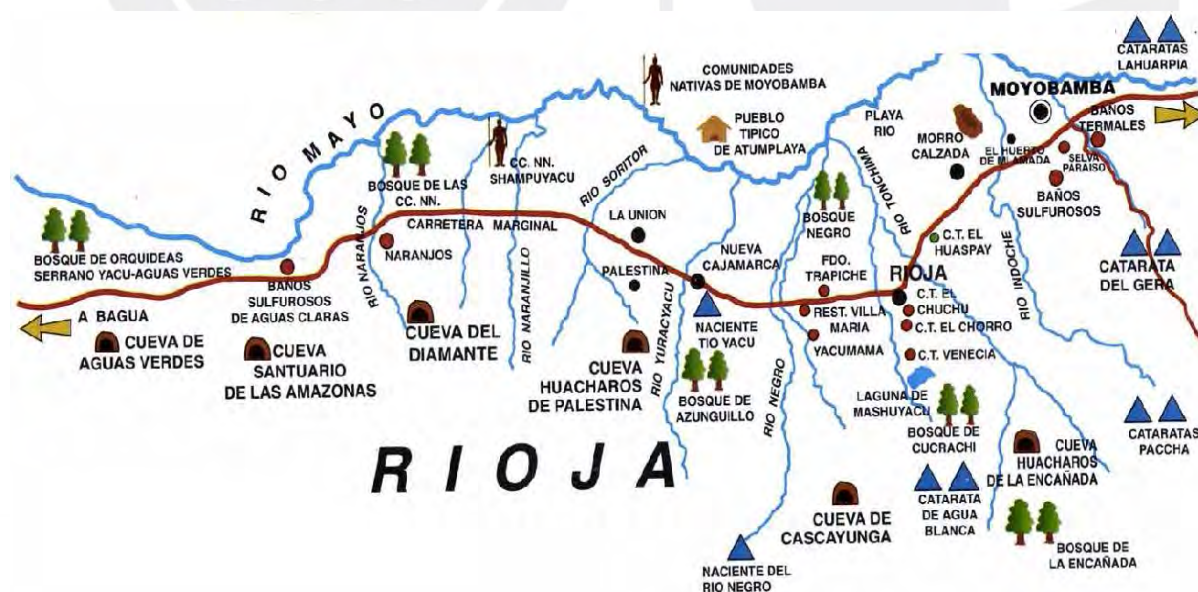 CATARATAS
LAHUARPIA
COMUNIDADES
NATIVAS DE MOYOBAMBA
MOYOBAMBA
RIO MAYO
PUEBLO
TIPICO
DE ATUMPLAYA
PLAYA
RIO
MORRO
CALZADA
BAÑOS
TERMALES
EL HUERTO
DE MI AMADA
SELVA
PARAISO
BAÑOS
SULFUROSOS
CC. NN.
SHAMPUYACU
BOSQUE DE LAS
CC. NN.
RIO SORITOR
RIO TONCHIMA
BOSQUE
NEGRO
CARRETERA MARGINAL
LA UNION
C.T. EL
HUASPAY
BOSQUE DE ORQUIDEAS
SERRANO YACU-AGUAS VERDES
RIO NARANJOS
NARANJOS
NUEVA
CAJAMARCA
FDO.
TRAPICHE
RIOJA
RIO INDOCHE
CATARATA
DEL GERA
PALESTINA
BAÑOS
SULFUROSOS
DE AGUAS CLARAS
RIO NARANJILLO
C.T. EL
CHUCHU
C.T. EL CHORRO
REST. VILLA
MARIA
YACUMAMA
C.T. VENECIA
A BAGUA
CUEVA DE
AGUAS VERDES
CUEVA
SANTUARIO
DE LAS AMAZONAS
CUEVA DEL
DIAMANTE
CUEVA
HUACHAROS
DE PALESTINA
RIO YURACYACU
NACIENTE
TIO YACU
BOSQUE DE
AZUNGUILLO
RIO NEGRO
LAGUNA DE
MASHUYACU
BOSQUE DE
CUCRACHI
CATARATAS
PACCHA
CUEVA
HUACHAROS
DE LA ENCAÑADA
RIOJA
CUEVA DE
CASCAYUNGA
CATARATA
DE AGUA
BLANCA
BOSQUE DE
LA ENCAÑADA
NACIENTE DEL
RIO NEGRO